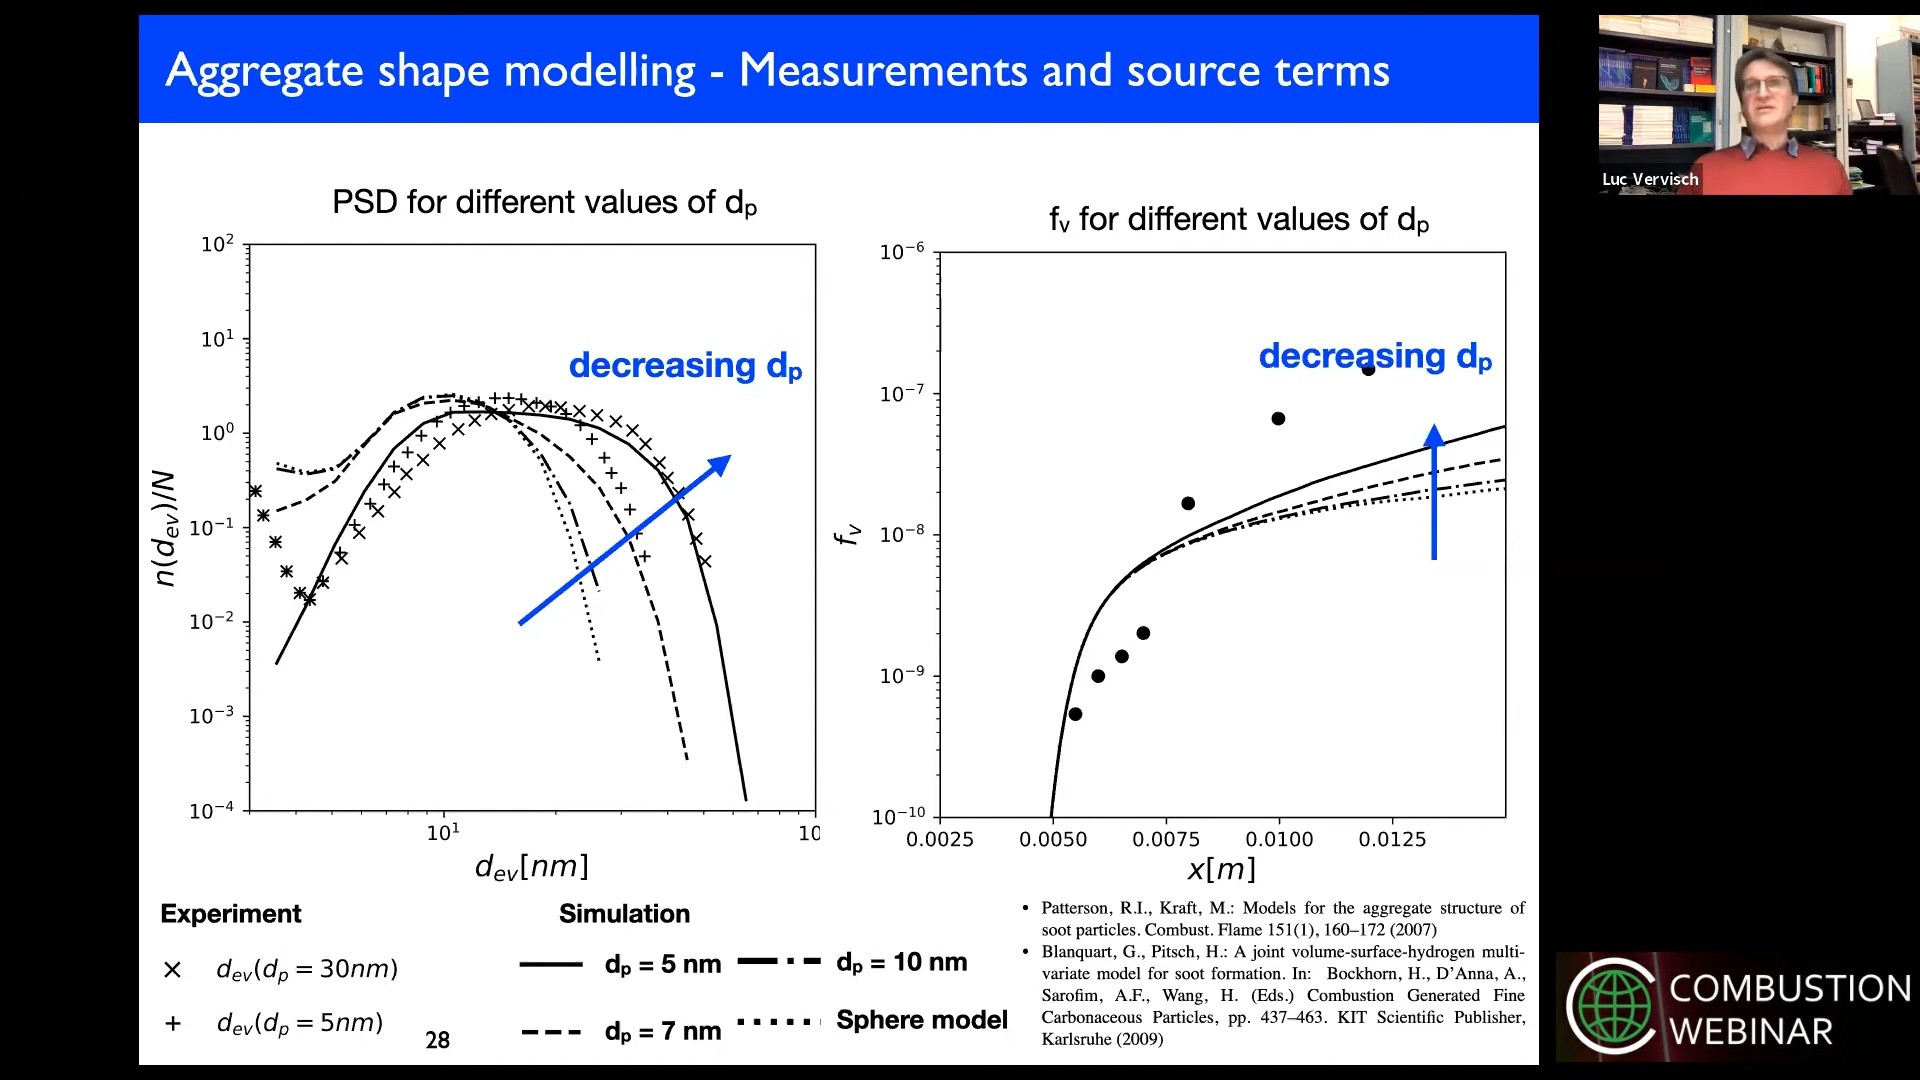 Aggregate shape modelling - Measurements and source terms
Luc Vervisch
PSD for different values of dp
10² 10¹ 10⁰ 10⁻¹ 10⁻² 10⁻³ 10⁻⁴
n(dev)/N
decreasing dp
10¹ 10
dev[nm]
fv for different values of dp
10⁻⁶ 10⁻⁷ 10⁻⁸ 10⁻⁹ 10⁻¹⁰
fv
decreasing dp
0.0025 0.0050 0.0075 0.0100 0.0125
x[m]
Experiment
× dev(dp = 30nm)
+ dev(dp = 5nm)
28
Simulation
dp = 5 nm
dp = 10 nm
dp = 7 nm
Sphere model
• Patterson, R.I., Kraft, M.: Models for the aggregate structure of
soot particles. Combust. Flame 151(1), 160–172 (2007)
• Blanquart, G., Pitsch, H.: A joint volume-surface-hydrogen multi-
variate model for soot formation. In: Bockhorn, H., D’Anna, A.,
Sarofim, A.F., Wang, H. (Eds.) Combustion Generated Fine
Carbonaceous Particles, pp. 437–463. KIT Scientific Publisher,
Karlsruhe (2009)
COMBUSTION
WEBINAR